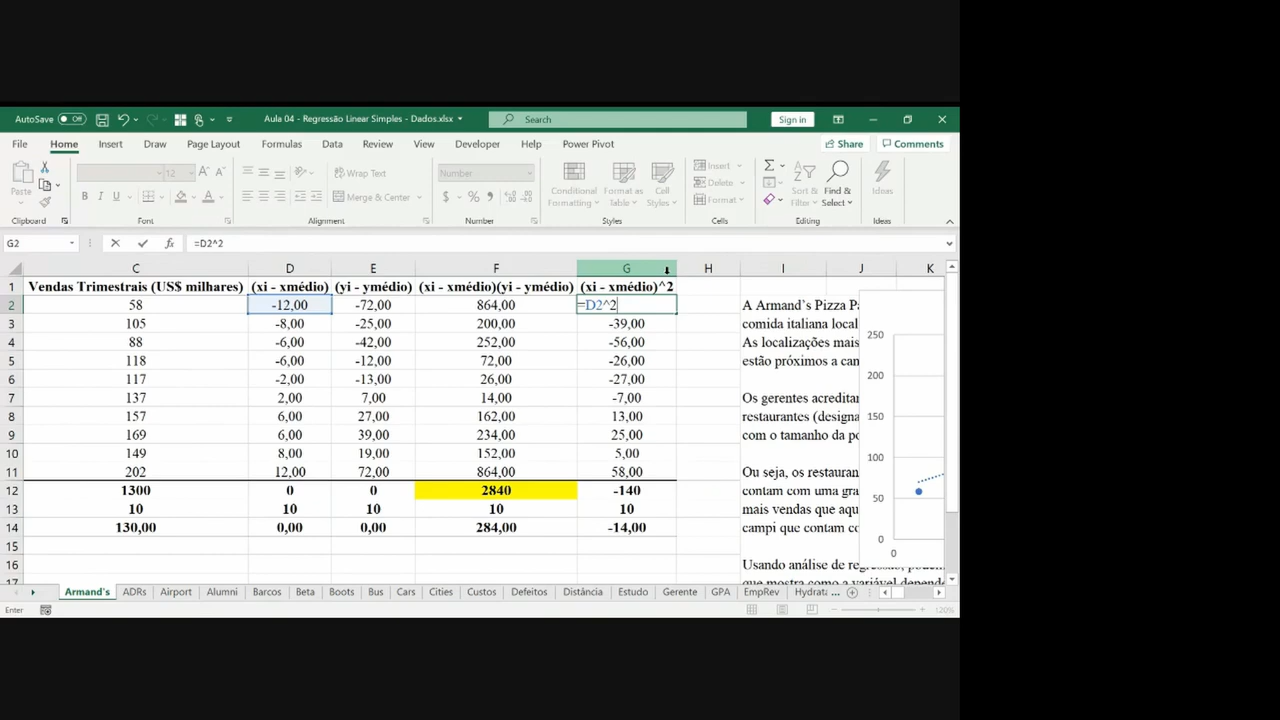 AutoSave Off Aula 04 - Regressão Linear Simples - Dados.xlsx Search Sign in
File Home Insert Draw Page Layout Formulas Data Review View Developer Help Power Pivot Share Comments
Paste 12 Wrap Text Number Insert
B I U Merge & Center $ % Conditional Formatting Format as Table Cell Styles Delete Format Sort & Filter Find & Select Ideas
Clipboard Font Alignment Number Styles Cells Editing Ideas
G2 fx =D2^2
C D E F G H I J K
1 Vendas Trimestrais (US$ milhares) (xi - xmédio) (yi - ymédio) (xi - xmédio)(yi - ymédio) (xi - xmédio)^2
2 58 -12,00 -72,00 864,00 =D2^2 A Armand's Pizza Pa
3 105 -8,00 -25,00 200,00 -39,00 comida italiana local
4 88 -6,00 -42,00 252,00 -56,00 As localizações mais
5 118 -6,00 -12,00 72,00 -26,00 estão próximos a can
6 117 -2,00 -13,00 26,00 -27,00
7 137 2,00 7,00 14,00 -7,00 Os gerentes acreditar
8 157 6,00 27,00 162,00 13,00 restaurantes (designa
9 169 6,00 39,00 234,00 25,00 com o tamanho da po
10 149 8,00 19,00 152,00 5,00
11 202 12,00 72,00 864,00 58,00 Ou seja, os restauran
12 1300 0 0 2840 -140 contam com uma gra
13 10 10 10 10 10 mais vendas que aqu
14 130,00 0,00 0,00 284,00 -14,00 campi que contam co
15
16 Usando análise de regressão, poden
17 que mostra como a variável depende
250
200
150
100
50
0
0
Armand's ADRs Airport Alumni Barcos Beta Boots Bus Cars Cities Custos Defeitos Distância Estudo Gerente GPA EmpRev Hydrata ...
Enter 120%